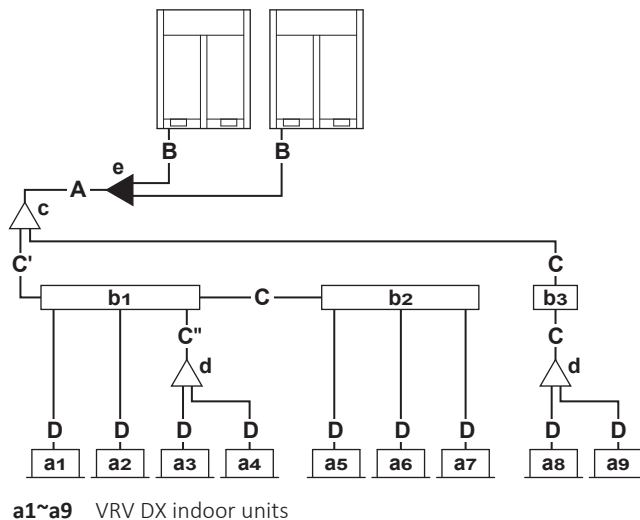 B B
e
A
c
C' C
b1 C b2 b3
C" C
d d
D D D D D D D D D
a1 a2 a3 a4 a5 a6 a7 a8 a9
a1~a9 VRV DX indoor units